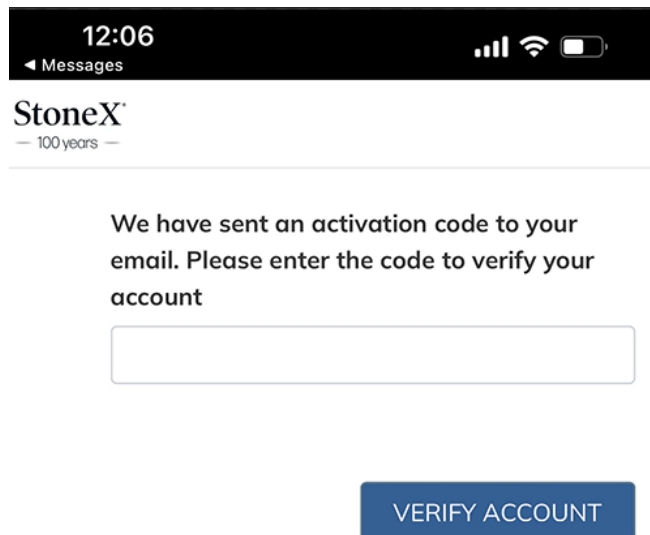 12:06
◀ Messages
StoneX®
— 100 years —
We have sent an activation code to your
email. Please enter the code to verify your
account
VERIFY ACCOUNT